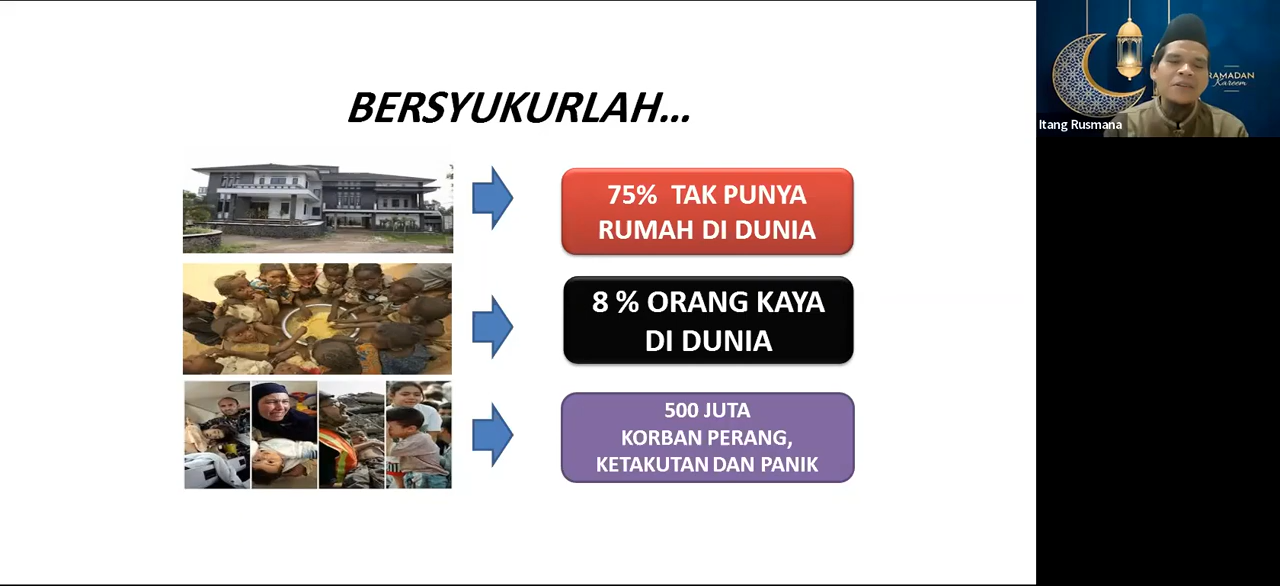 BERSYUKURLAH...
75% TAK PUNYA
RUMAH DI DUNIA
8 % ORANG KAYA
DI DUNIA
500 JUTA
KORBAN PERANG,
KETAKUTAN DAN PANIK
RAMADAN
Kareem
Itang Rusmana